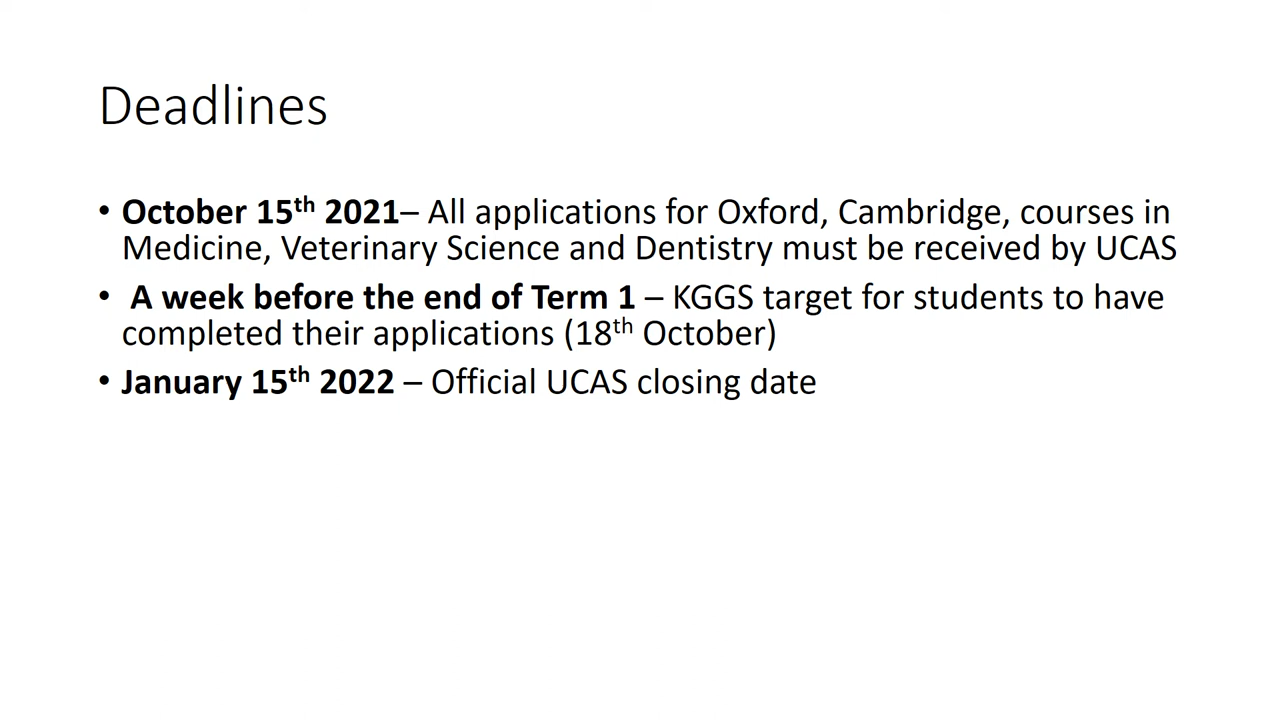 Deadlines
• October 15th 2021– All applications for Oxford, Cambridge, courses in
Medicine, Veterinary Science and Dentistry must be received by UCAS
• A week before the end of Term 1 – KGGS target for students to have
completed their applications (18th October)
• January 15th 2022 – Official UCAS closing date